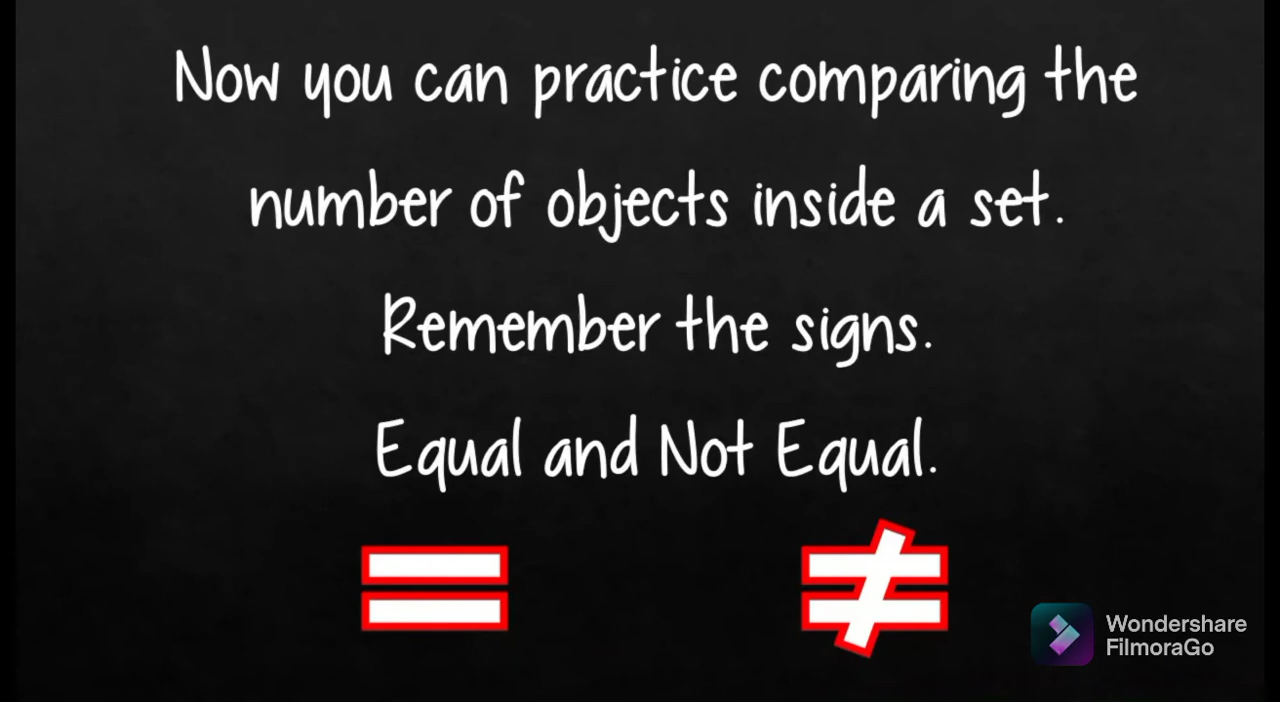 Now you can practice comparing the
number of objects inside a set.
Remember the signs.
Equal and Not Equal.
= ≠
Wondershare
FilmoraGo